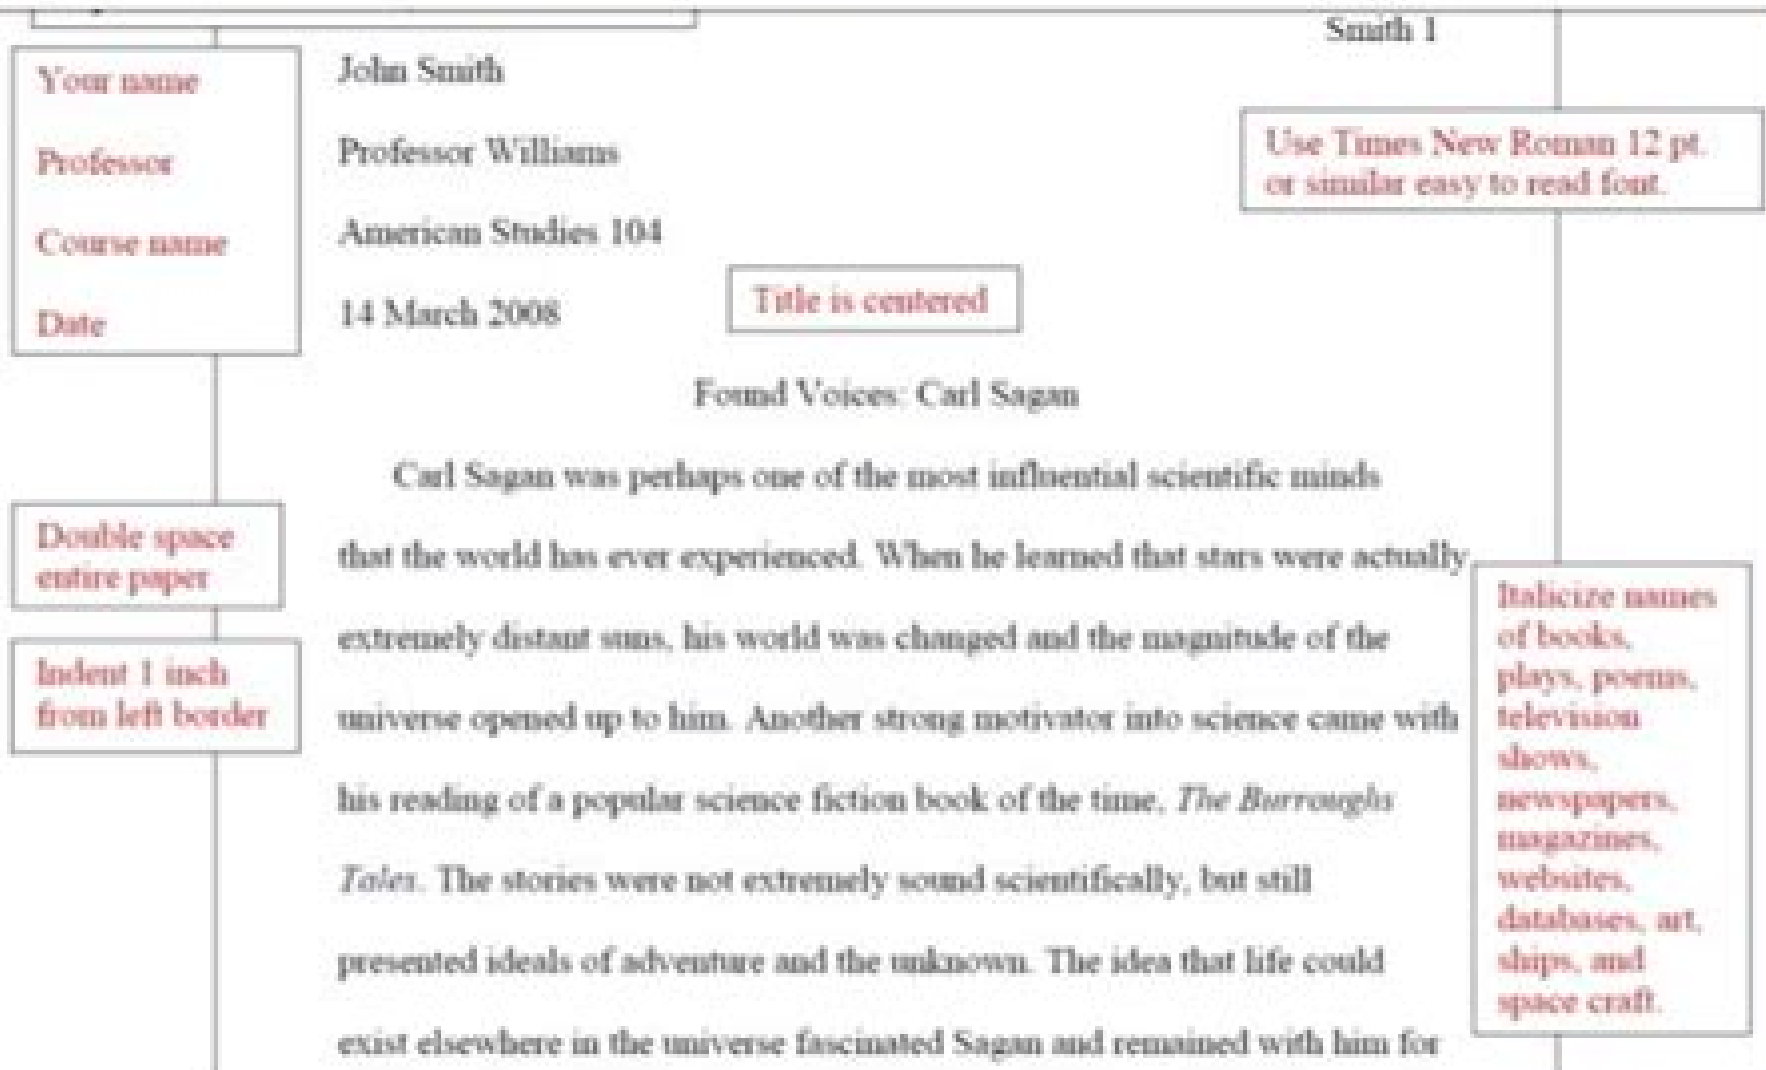 Smith 1
Your name
Professor
Course name
Date
John Smith
Professor Williams
American Studies 104
14 March 2008
Use Times New Roman 12 pt.
or similar easy to read font.
Title is centered
Found Voices: Carl Sagan
Carl Sagan was perhaps one of the most influential scientific minds
that the world has ever experienced. When he learned that stars were actually
extremely distant suns, his world was changed and the magnitude of the
universe opened up to him. Another strong motivator into science came with
his reading of a popular science fiction book of the time, The Burroughs
Tales. The stories were not extremely sound scientifically, but still
presented ideals of adventure and the unknown. The idea that life could
exist elsewhere in the universe fascinated Sagan and remained with him for
Double space
entire paper
Indent 1 inch
from left border
Italicize names
of books,
plays, poems,
television
shows,
newspapers,
magazines,
websites,
databases, art,
ships, and
space craft.